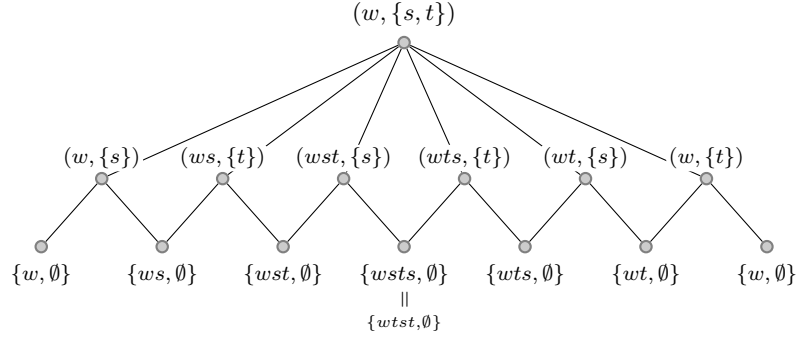 (w, {s, t})
(w, {s}) (ws, {t}) (wst, {s}) (wts, {t}) (wt, {s}) (w, {t})
{w, ∅} {ws, ∅} {wst, ∅} {wsts, ∅} {wts, ∅} {wt, ∅} {w, ∅}
=
{wtst,∅}